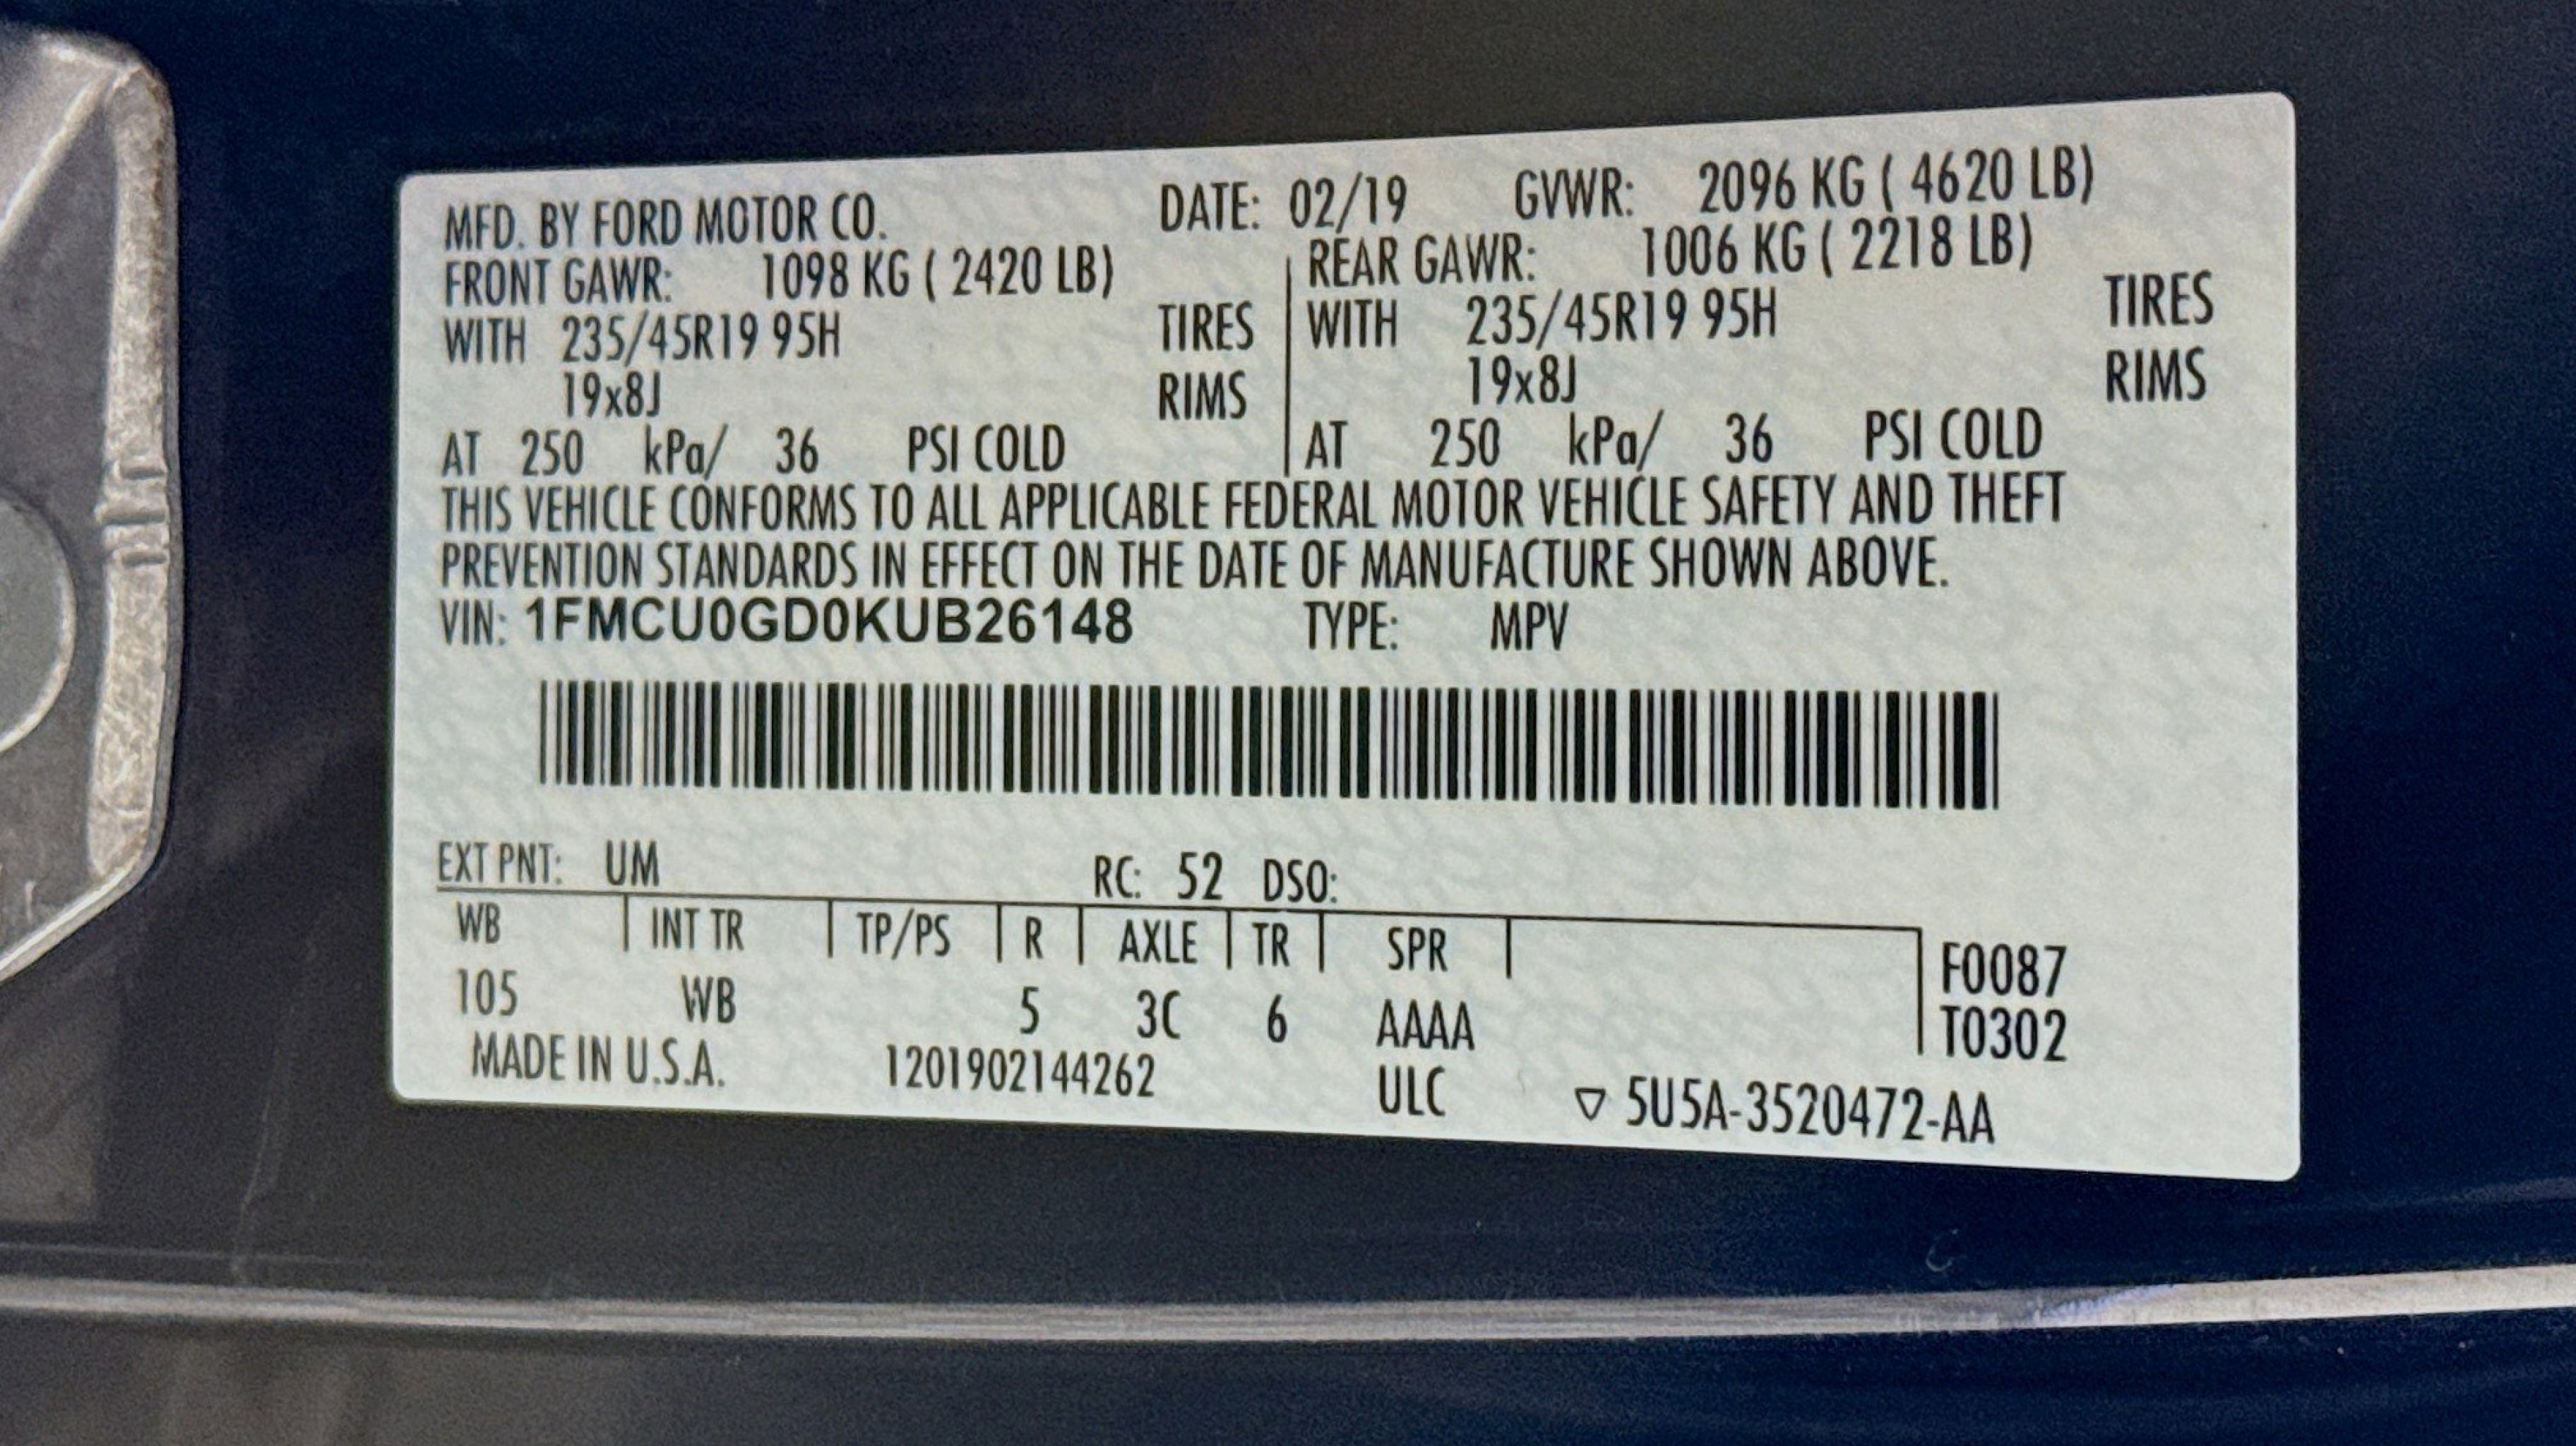 MFD. BY FORD MOTOR CO. DATE: 02/19 GVWR: 2096 KG ( 4620 LB)
FRONT GAWR: 1098 KG ( 2420 LB) REAR GAWR: 1006 KG ( 2218 LB)
WITH 235/45R19 95H TIRES WITH 235/45R19 95H TIRES
19x8J RIMS 19x8J RIMS
AT 250 kPa/ 36 PSI COLD AT 250 kPa/ 36 PSI COLD
THIS VEHICLE CONFORMS TO ALL APPLICABLE FEDERAL MOTOR VEHICLE SAFETY AND THEFT
PREVENTION STANDARDS IN EFFECT ON THE DATE OF MANUFACTURE SHOWN ABOVE.
VIN: 1FMCU0GD0KUB26148 TYPE: MPV
EXT PNT: UM RC: 52 DSO:
WB INT TR TP/PS R AXLE TR SPR F0087
105 WB 5 3C 6 AAAA T0302
MADE IN U.S.A. 1201902144262 ULC ▽ 5U5A-3520472-AA